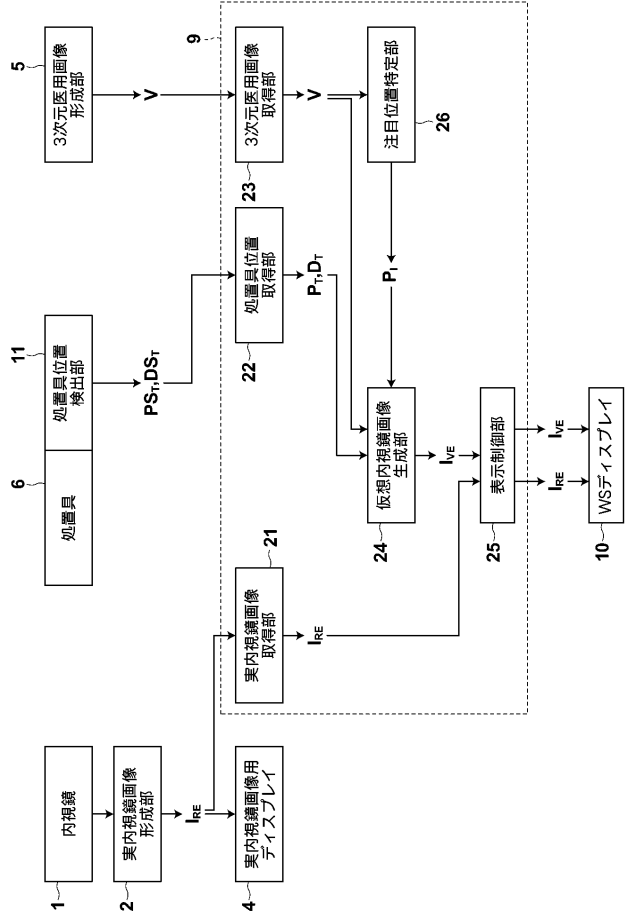 1
内視鏡
2
実内視鏡画像
形成部
IRE
4
実内視鏡画像用
ディスプレイ
6
処置具
11
処置具位置
検出部
PST,DST
5
3次元医用画像
形成部
V
9
21
実内視鏡画像
取得部
IRE
22
処置具位置
取得部
PT,DT
23
3次元医用画像
取得部
V
24
仮想内視鏡画像
生成部
IVE
PI
26
注目位置特定部
25
表示制御部
IRE
IVE
10
WSディスプレイ